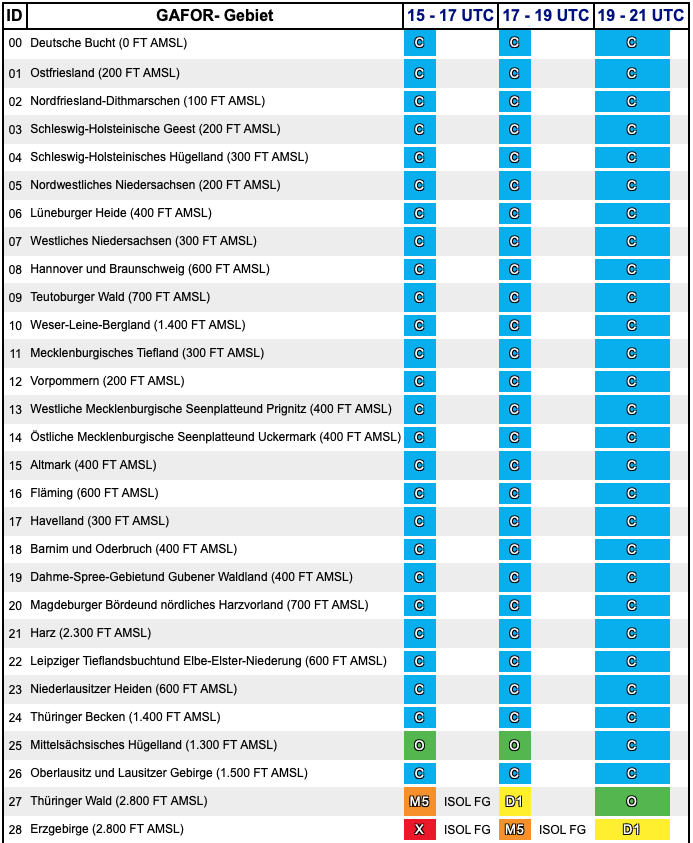 ID GAFOR- Gebiet 15 - 17 UTC 17 - 19 UTC 19 - 21 UTC
00 Deutsche Bucht (0 FT AMSL) C C C
01 Ostfriesland (200 FT AMSL) C C C
02 Nordfriesland-Dithmarschen (100 FT AMSL) C C C
03 Schleswig-Holsteinische Geest (200 FT AMSL) C C C
04 Schleswig-Holsteinisches Hügelland (300 FT AMSL) C C C
05 Nordwestliches Niedersachsen (200 FT AMSL) C C C
06 Lüneburger Heide (400 FT AMSL) C C C
07 Westliches Niedersachsen (300 FT AMSL) C C C
08 Hannover und Braunschweig (600 FT AMSL) C C C
09 Teutoburger Wald (700 FT AMSL) C C C
10 Weser-Leine-Bergland (1.400 FT AMSL) C C C
11 Mecklenburgisches Tiefland (300 FT AMSL) C C C
12 Vorpommern (200 FT AMSL) C C C
13 Westliche Mecklenburgische Seenplatteund Prignitz (400 FT AMSL) C C C
14 Östliche Mecklenburgische Seenplatteund Uckermark (400 FT AMSL) C C C
15 Altmark (400 FT AMSL) C C C
16 Fläming (600 FT AMSL) C C C
17 Havelland (300 FT AMSL) C C C
18 Barnim und Oderbruch (400 FT AMSL) C C C
19 Dahme-Spree-Gebietund Gubener Waldland (400 FT AMSL) C C C
20 Magdeburger Bördeund nördliches Harzvorland (700 FT AMSL) C C C
21 Harz (2.300 FT AMSL) C C C
22 Leipziger Tieflandsbuchtund Elbe-Elster-Niederung (600 FT AMSL) C C C
23 Niederlausitzer Heiden (600 FT AMSL) C C C
24 Thüringer Becken (1.400 FT AMSL) C C C
25 Mittelsächsisches Hügelland (1.300 FT AMSL) O O C
26 Oberlausitz und Lausitzer Gebirge (1.500 FT AMSL) C C C
27 Thüringer Wald (2.800 FT AMSL) M5 ISOL FG D1 O
28 Erzgebirge (2.800 FT AMSL) X ISOL FG M5 ISOL FG D1